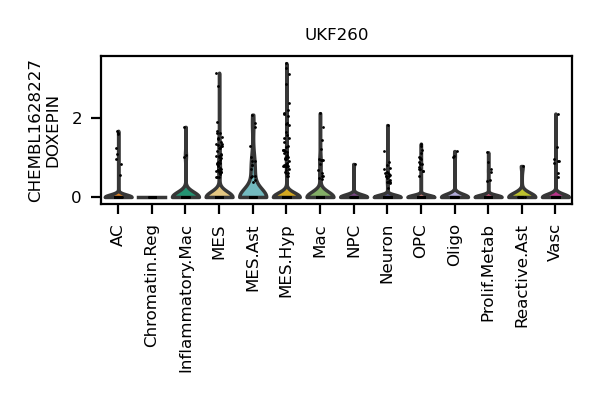 UKF260
CHEMBL1628227
DOXEPIN
2
0
AC
Chromatin.Reg
Inflammatory.Mac
MES
MES.Ast
MES.Hyp
Mac
NPC
Neuron
OPC
Oligo
Prolif.Metab
Reactive.Ast
Vasc